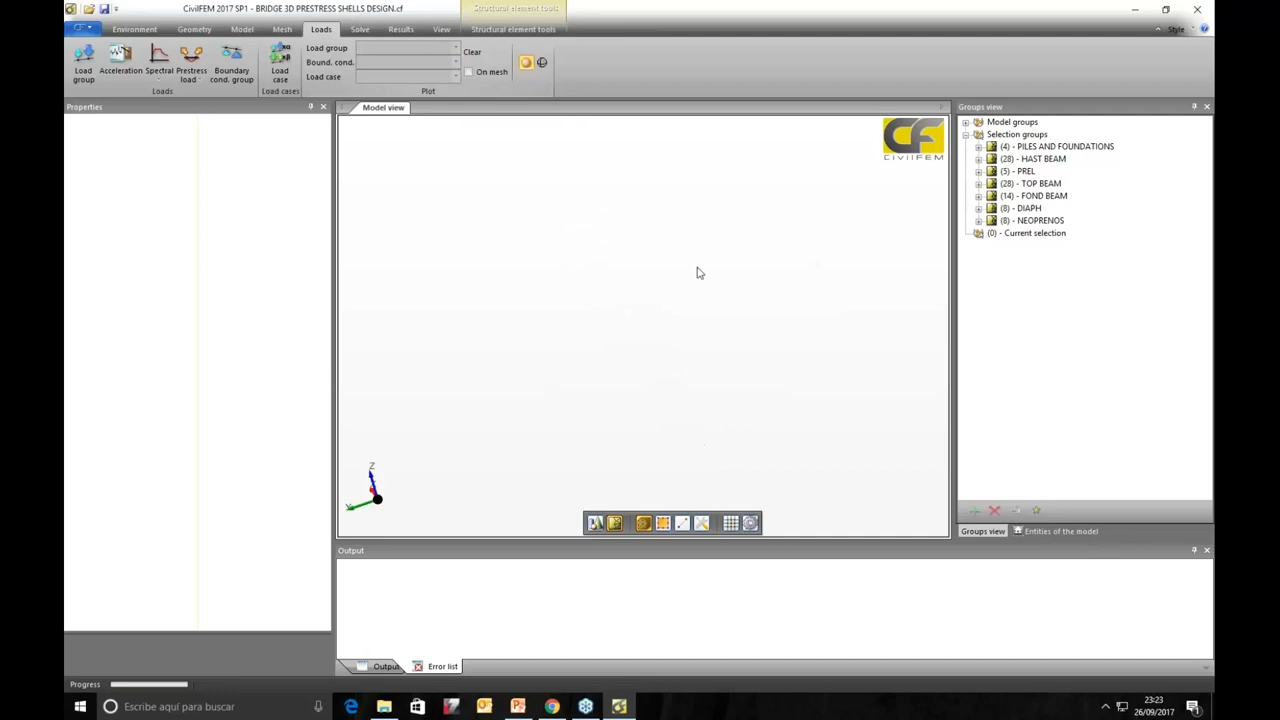 CivilFEM 2017 SP1 - BRIDGE 3D PRESTRESS SHELLS DESIGN.cf
Structural element tools
Environment Geometry Model Mesh Loads Solve Results View Structural element tools
Style
Load group
Acceleration
Spectral
Prestress load
Boundary cond. group
Loads
Load case
Load cases
Load group
Bound. cond.
Load case
Clear
On mesh
Plot
Properties
Model view
CF
CIVILFEM
Z
Y
Groups view
Model groups
Selection groups
(4) - PILES AND FOUNDATIONS
(28) - HAST BEAM
(5) - PREL
(28) - TOP BEAM
(14) - FOND BEAM
(8) - DIAPH
(8) - NEOPRENOS
(0) - Current selection
Groups view Entities of the model
Output
Output Error list
Progress
Escribe aquí para buscar
23:23
26/09/2017